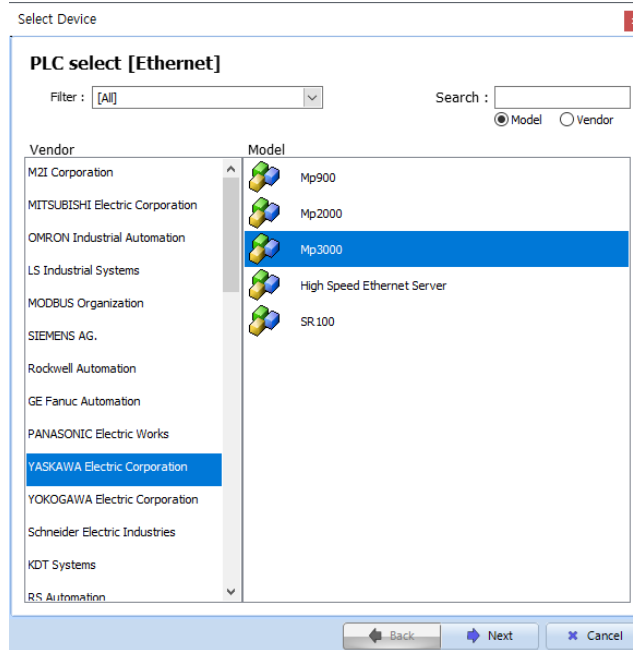 Select Device
PLC select [Ethernet]
Filter : [All]
Search :
Model Vendor
Vendor
M2I Corporation
MITSUBISHI Electric Corporation
OMRON Industrial Automation
LS Industrial Systems
MODBUS Organization
SIEMENS AG.
Rockwell Automation
GE Fanuc Automation
PANASONIC Electric Works
YASKAWA Electric Corporation
YOKOGAWA Electric Corporation
Schneider Electric Industries
KDT Systems
RS Automation
Model
Mp900
Mp2000
Mp3000
High Speed Ethernet Server
SR100
Back Next Cancel